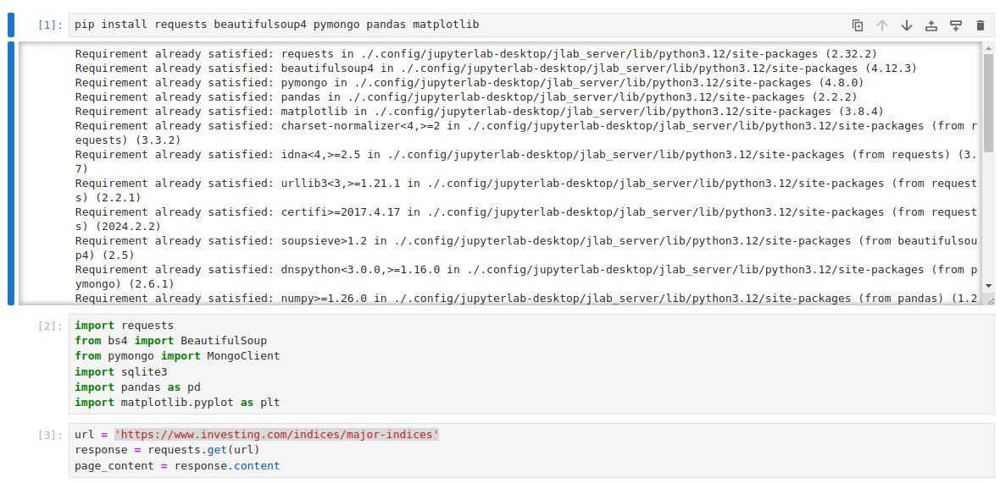 [1]: pip install requests beautifulsoup4 pymongo pandas matplotlib
Requirement already satisfied: requests in ./.config/jupyterlab-desktop/jlab_server/lib/python3.12/site-packages (2.32.2)
Requirement already satisfied: beautifulsoup4 in ./.config/jupyterlab-desktop/jlab_server/lib/python3.12/site-packages (4.12.3)
Requirement already satisfied: pymongo in ./.config/jupyterlab-desktop/jlab_server/lib/python3.12/site-packages (4.8.0)
Requirement already satisfied: pandas in ./.config/jupyterlab-desktop/jlab_server/lib/python3.12/site-packages (2.2.2)
Requirement already satisfied: matplotlib in ./.config/jupyterlab-desktop/jlab_server/lib/python3.12/site-packages (3.8.4)
Requirement already satisfied: charset-normalizer<4,>=2 in ./.config/jupyterlab-desktop/jlab_server/lib/python3.12/site-packages (from r
equests) (3.3.2)
Requirement already satisfied: idna<4,>=2.5 in ./.config/jupyterlab-desktop/jlab_server/lib/python3.12/site-packages (from requests) (3.
7)
Requirement already satisfied: urllib3<3,>=1.21.1 in ./.config/jupyterlab-desktop/jlab_server/lib/python3.12/site-packages (from request
s) (2.2.1)
Requirement already satisfied: certifi>=2017.4.17 in ./.config/jupyterlab-desktop/jlab_server/lib/python3.12/site-packages (from request
s) (2024.2.2)
Requirement already satisfied: soupsieve>1.2 in ./.config/jupyterlab-desktop/jlab_server/lib/python3.12/site-packages (from beautifulsou
p4) (2.5)
Requirement already satisfied: dnspython<3.0.0,>=1.16.0 in ./.config/jupyterlab-desktop/jlab_server/lib/python3.12/site-packages (from p
ymongo) (2.6.1)
Requirement already satisfied: numpy>=1.26.0 in ./.config/jupyterlab-desktop/jlab_server/lib/python3.12/site-packages (from pandas) (1.2
[2]: import requests
from bs4 import BeautifulSoup
from pymongo import MongoClient
import sqlite3
import pandas as pd
import matplotlib.pyplot as plt
[3]: url = 'https://www.investing.com/indices/major-indices'
response = requests.get(url)
page_content = response.content